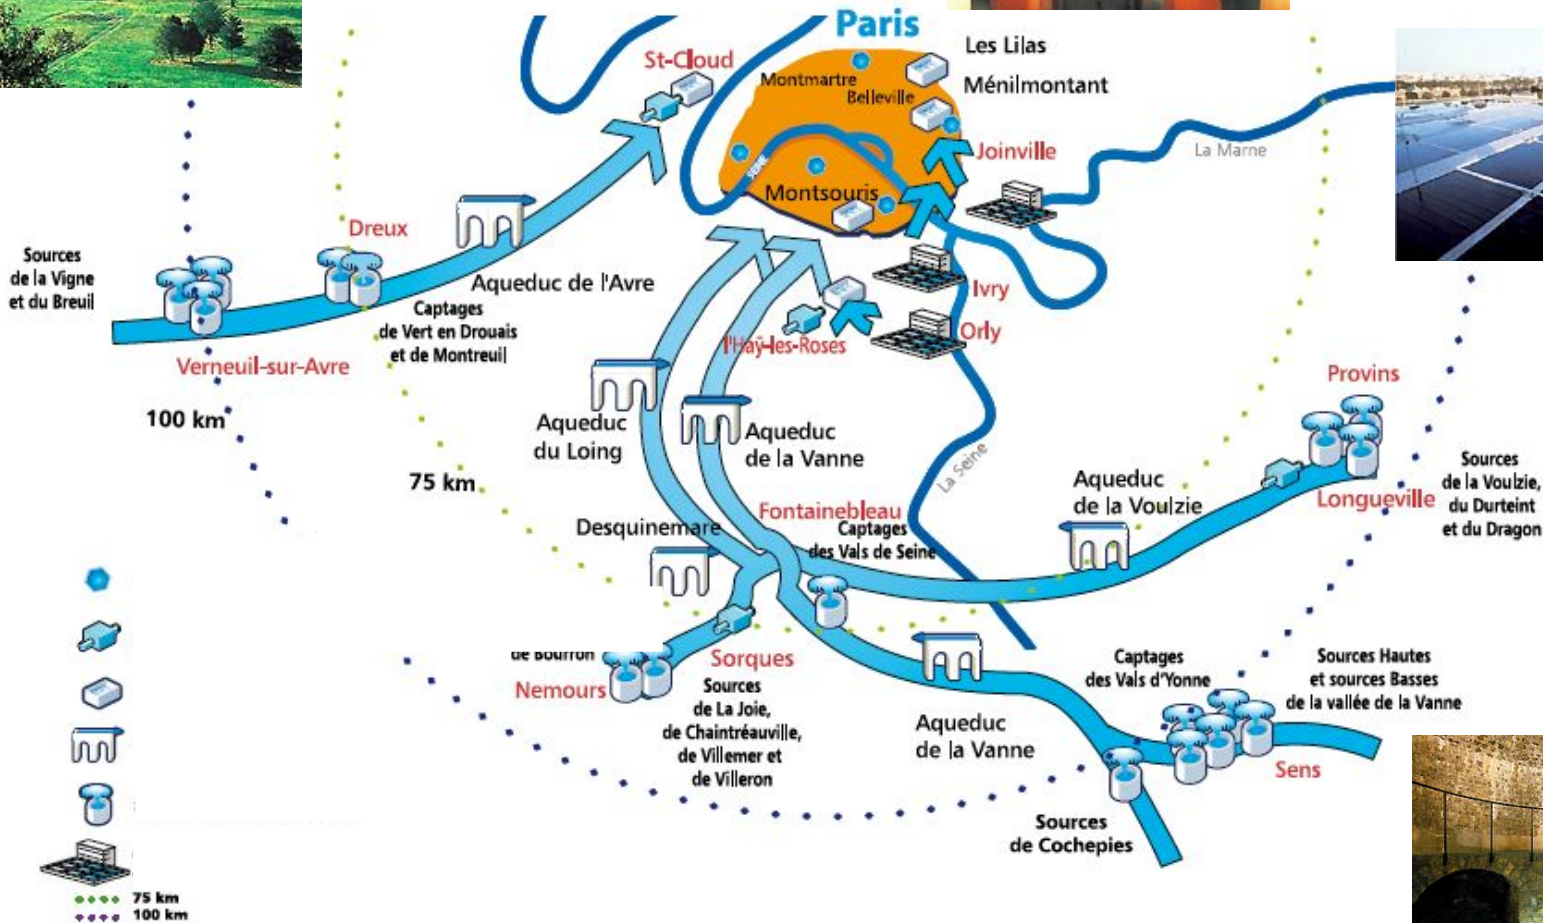 Paris
Les Lilas
Ménilmontant
St-Cloud
Montmartre
Belleville
Joinville
La Marne
SEINE
Montsouris
Sources
de la Vigne
et du Breuil
Dreux
Aqueduc de l'Avre
Captages
de Vert en Drouais
et de Montreuil
Verneuil-sur-Avre
100 km
Ivry
Orly
l'Haÿ-les-Roses
Provins
Aqueduc
du Loing
Aqueduc
de la Vanne
75 km
La Seine
Aqueduc
de la Voulzie
Longueville
Sources
de la Voulzie,
du Durteint
et du Dragon
Fontainebleau
Desquinemare
Captages
des Vals de Seine
de Bourron
Nemours
Sorques
Sources
de La Joie,
de Chaintréauville,
de Villemer et
de Villeron
Captages
des Vals d'Yonne
Sources Hautes
et sources Basses
de la vallée de la Vanne
Aqueduc
de la Vanne
Sens
Sources
de Cochepies
75 km
100 km